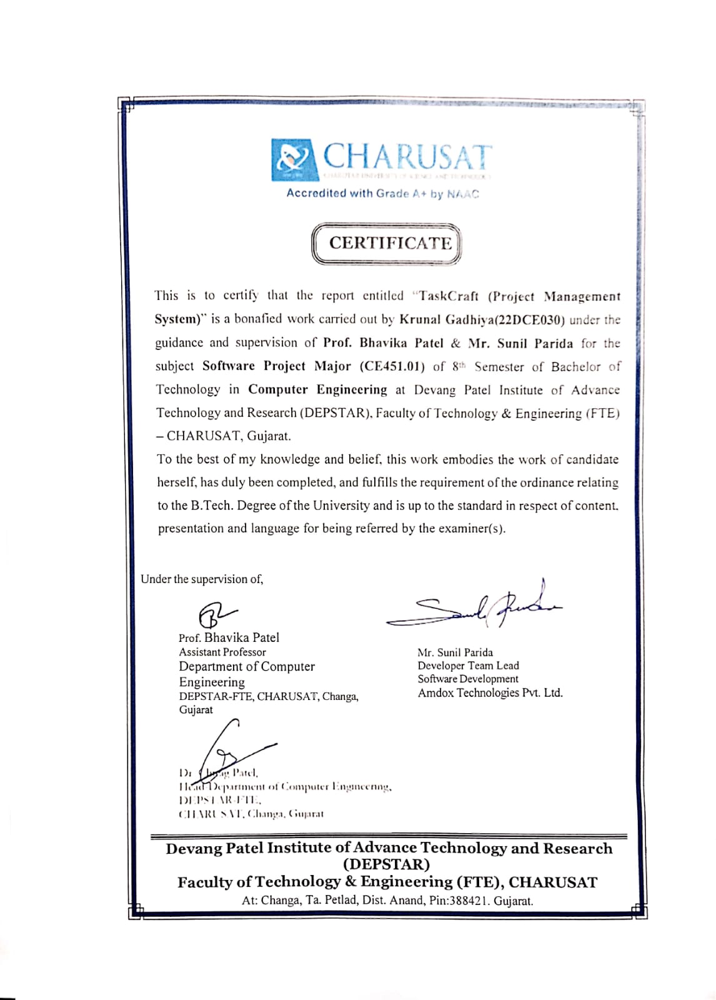 CHARUSAT
CHAROTAR UNIVERSITY OF SCIENCE AND TECHNOLOGY
Accredited with Grade A+ by NAAC
CERTIFICATE
This is to certify that the report entitled “TaskCraft (Project Management
System)” is a bonafied work carried out by Krunal Gadhiya(22DCE030) under the
guidance and supervision of Prof. Bhavika Patel & Mr. Sunil Parida for the
subject Software Project Major (CE451.01) of 8th Semester of Bachelor of
Technology in Computer Engineering at Devang Patel Institute of Advance
Technology and Research (DEPSTAR), Faculty of Technology & Engineering (FTE)
– CHARUSAT, Gujarat.
To the best of my knowledge and belief, this work embodies the work of candidate
herself, has duly been completed, and fulfills the requirement of the ordinance relating
to the B.Tech. Degree of the University and is up to the standard in respect of content,
presentation and language for being referred by the examiner(s).
Under the supervision of,
Prof. Bhavika Patel
Assistant Professor
Department of Computer
Engineering
DEPSTAR-FTE, CHARUSAT, Changa,
Gujarat
Sunil Parida
Mr. Sunil Parida
Developer Team Lead
Software Development
Amdox Technologies Pvt. Ltd.
Dr Patel,
Head Department of Computer Engineering,
DEPSTAR-FTE,
CHARUSAT, Changa, Gujarat
Devang Patel Institute of Advance Technology and Research
(DEPSTAR)
Faculty of Technology & Engineering (FTE), CHARUSAT
At: Changa, Ta. Petlad, Dist. Anand, Pin:388421. Gujarat.